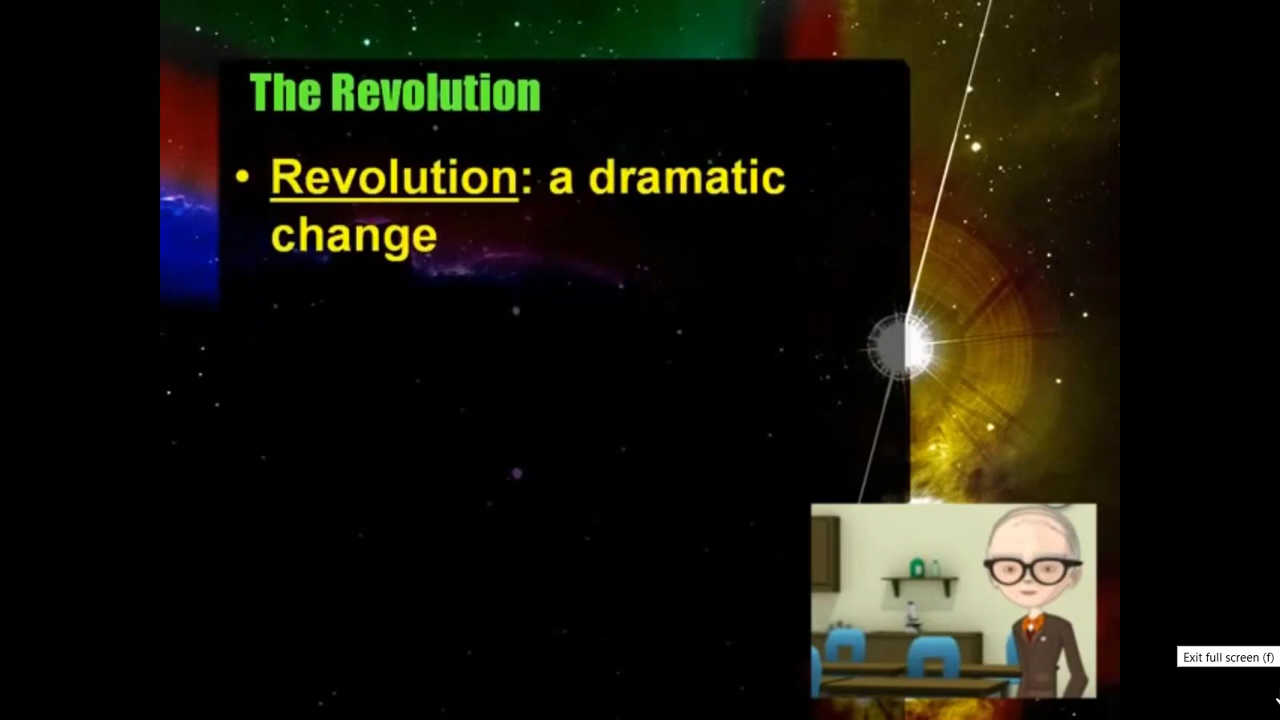 The Revolution
• Revolution: a dramatic
change
Exit full screen (f)